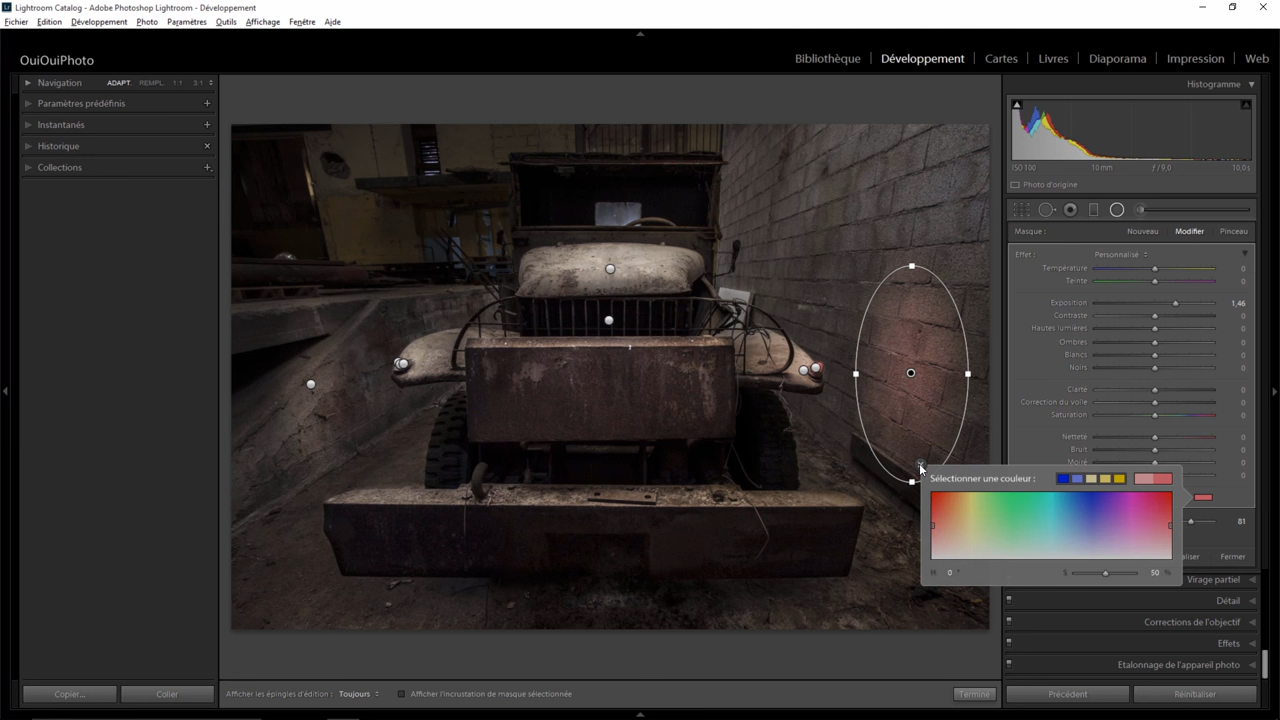 Lightroom Catalog - Adobe Photoshop Lightroom - Développement
Fichier Edition Développement Photo Paramètres Outils Affichage Fenêtre Aide
OuiOuiPhoto
Bibliothèque | Développement | Cartes | Livres | Diaporama | Impression | Web
Navigation ADAPT. REMPL. 1:1 3:1
Paramètres prédéfinis
Instantanés
Historique
Collections
Histogramme
ISO 100 10 mm ƒ / 9,0 10,0 s
Photo d'origine
Masque : Nouveau Modifier Pinceau
Effet : Personnalisé
Température 0
Teinte 0
Exposition 1,46
Contraste 0
Hautes lumières 0
Ombres 0
Blancs 0
Noirs 0
Clarté 0
Correction du voile 0
Saturation 0
Netteté 0
Bruit 0
Moiré 0
0
Sélectionner une couleur :
81
aliser Fermer
0 ° S 50 %
Virage partiel
Détail
Corrections de l'objectif
Effets
Etalonnage de l'appareil photo
Copier... Coller
Afficher les épingles d'édition : Toujours Afficher l'incrustation de masque sélectionnée Terminé
Précédent Réinitialiser